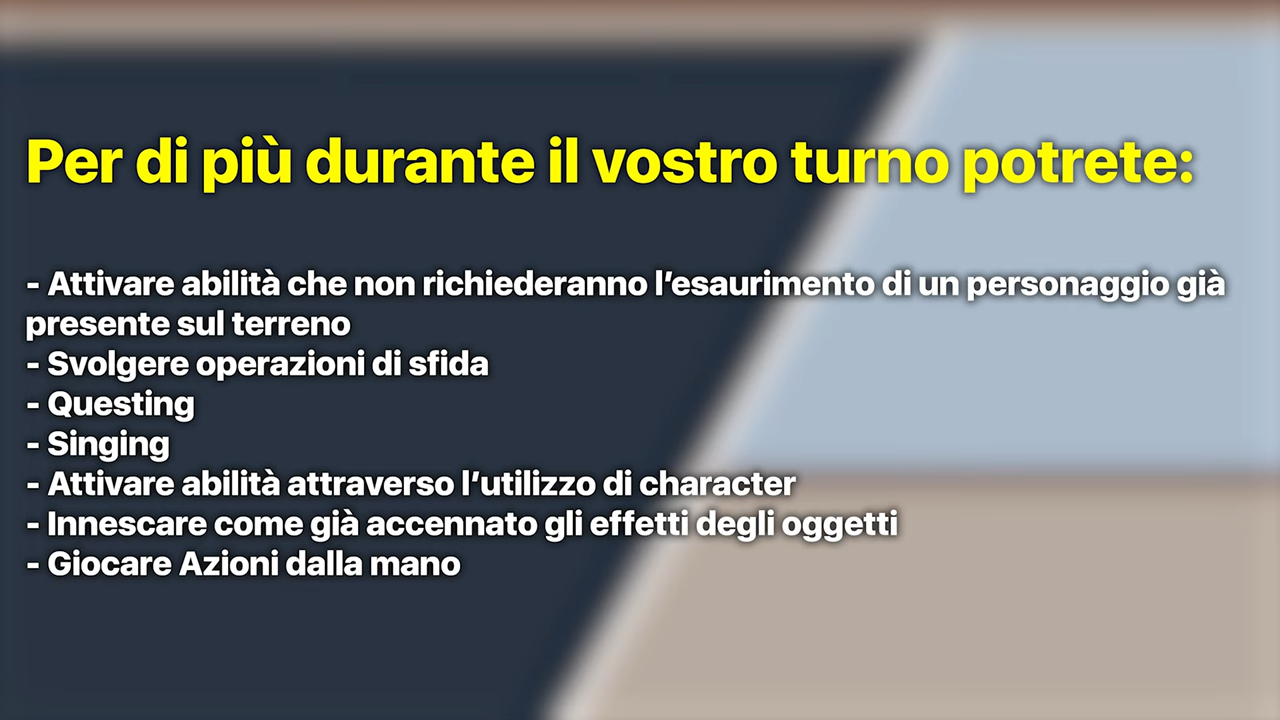 Per di più durante il vostro turno potrete:
- Attivare abilità che non richiederanno l’esaurimento di un personaggio già
presente sul terreno
- Svolgere operazioni di sfida
- Questing
- Singing
- Attivare abilità attraverso l’utilizzo di character
- Innescare come già accennato gli effetti degli oggetti
- Giocare Azioni dalla mano